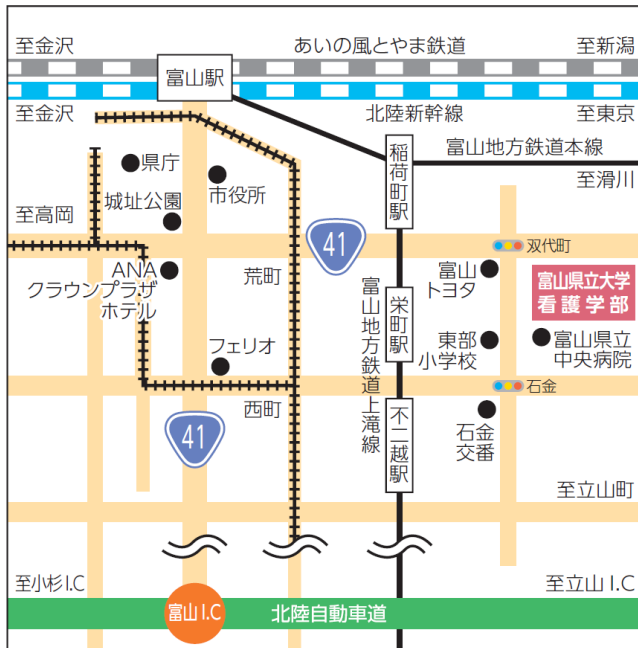 至金沢
あいの風とやま鉄道
至新潟
富山駅
至金沢
北陸新幹線
至東京
稲荷町駅
富山地方鉄道本線
至滑川
県庁
市役所
城址公園
至高岡
41
双代町
ANA
クラウンプラザ
ホテル
荒町
富山
トヨタ
富山県立大学
看護学部
富山地方鉄道上滝線
栄町駅
フェリオ
東部
小学校
富山県立
中央病院
西町
石金
41
不二越駅
石金
交番
至立山町
至小杉I.C
至立山I.C
富山I.C
北陸自動車道